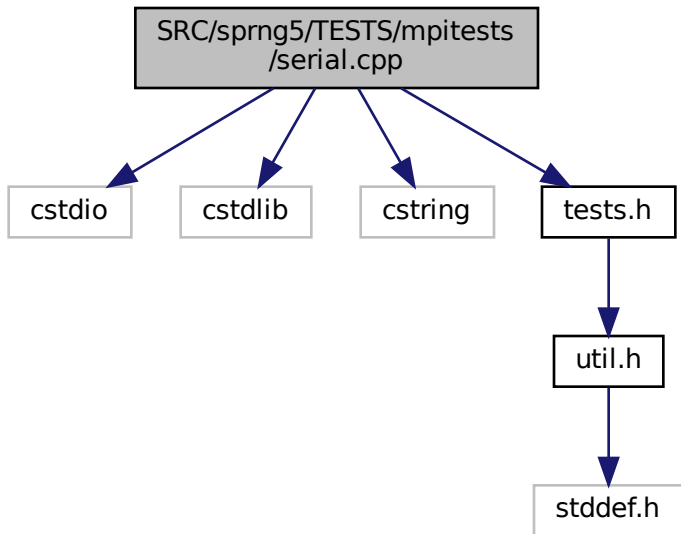 SRC/sprng5/TESTS/mpitests
/serial.cpp
cstdio
cstdlib
cstring
tests.h
util.h
stddef.h